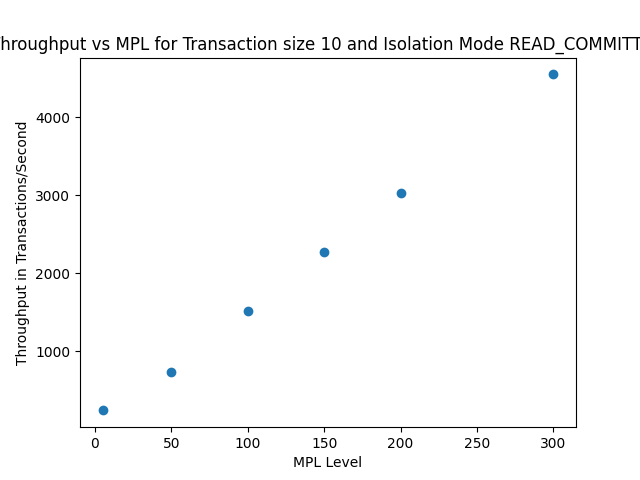 hroughput vs MPL for Transaction size 10 and Isolation Mode READ_COMMITT
4000
3000
2000
1000
Throughput in Transactions/Second
0 50 100 150 200 250 300
MPL Level